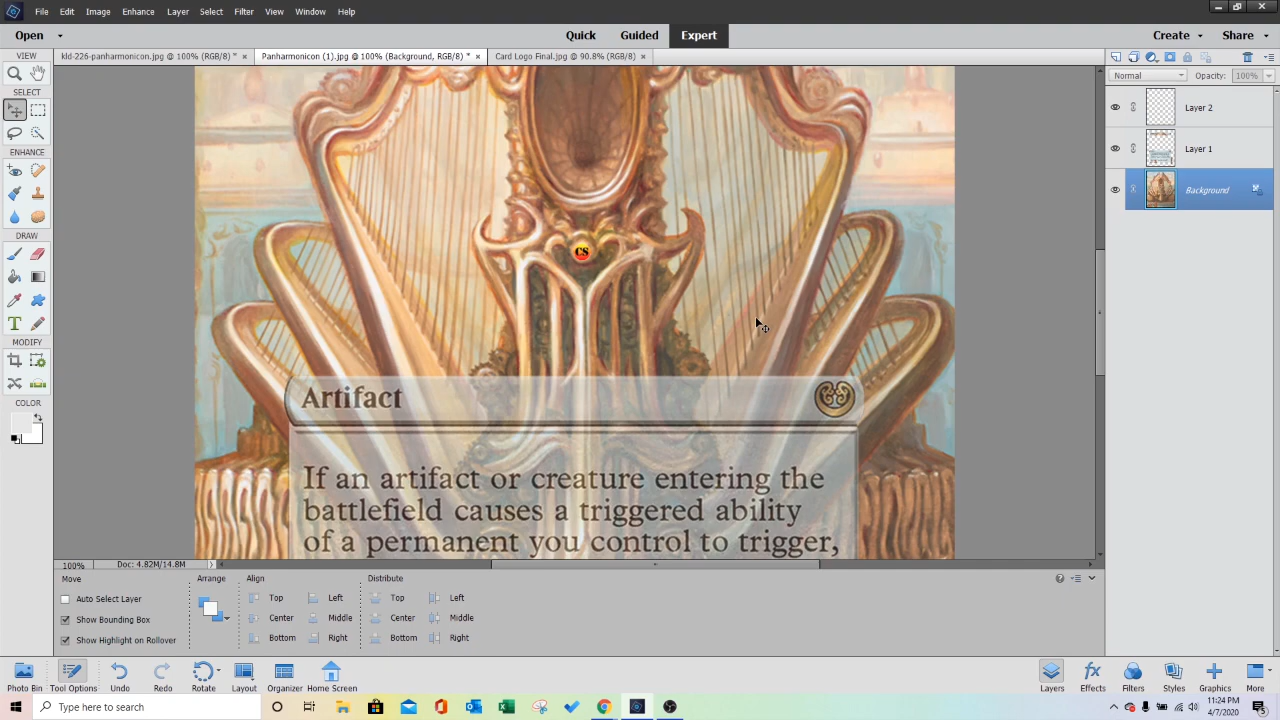 File Edit Image Enhance Layer Select Filter View Window Help
Open Quick Guided Expert Create Share
kld-226-panharmonicon.jpg @ 100% (RGB/8) * × Panharmonicon (1).jpg @ 100% (Background, RGB/8) * × Card Logo Final.jpg @ 90.8% (RGB/8) ×
VIEW
SELECT
ENHANCE
DRAW
MODIFY
COLOR
Normal Opacity: 100%
Layer 2
Layer 1
Background
CS
Artifact
If an artifact or creature entering the
battlefield causes a triggered ability
of a permanent you control to trigger,
100% Doc: 4.82M/14.8M
Move Arrange Align Distribute
Auto Select Layer Top Left Top Left
Show Bounding Box Center Middle Center Middle
Show Highlight on Rollover Bottom Right Bottom Right
Photo Bin Tool Options Undo Redo Rotate Layout Organizer Home Screen Layers Effects Filters Styles Graphics More
Type here to search
11:24 PM
4/7/2020
5